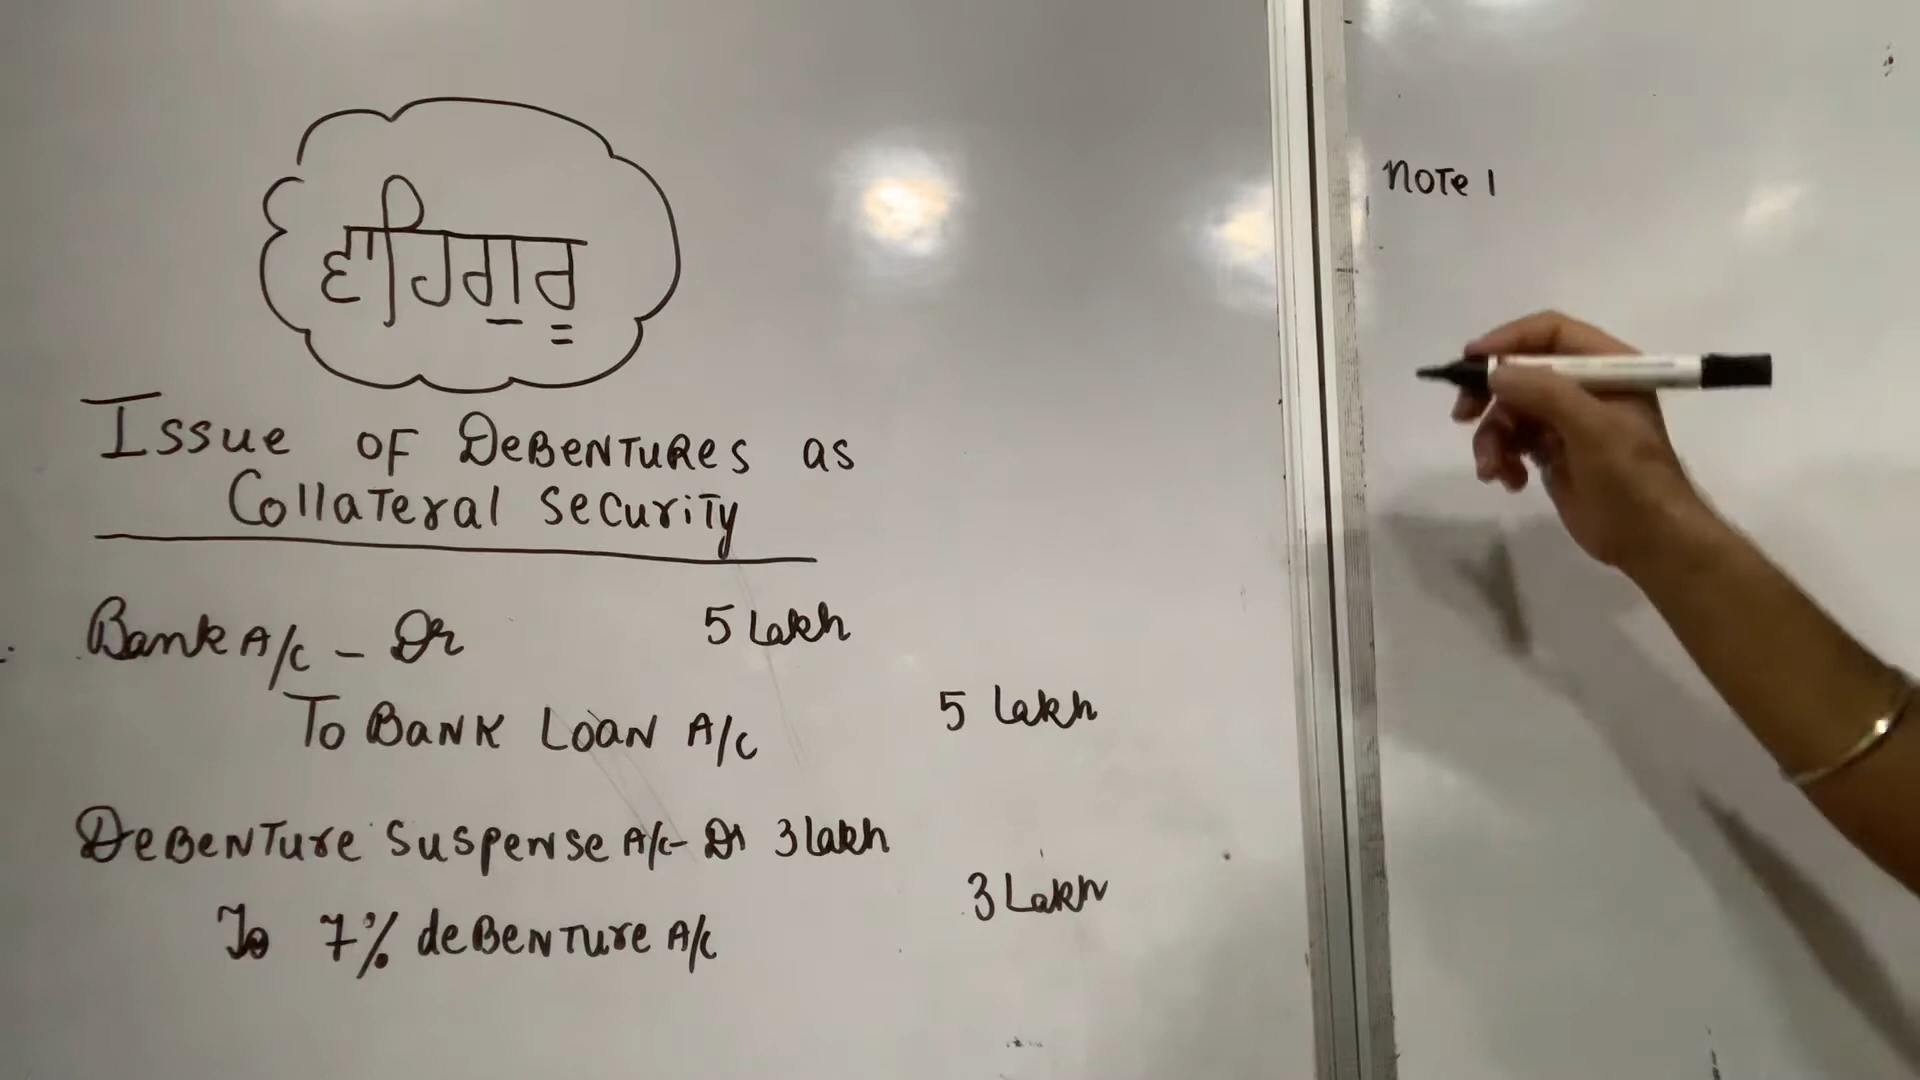 ਵਾਹਿਗੁਰੂ
Issue OF DeBenTures as
Collateral security
Bank A/c - Dr 5 Lakh
To Bank Loan A/c 5 Lakh
DeBenture suspense A/c- Dr 3 lakh
To 7% deBenture A/c 3 Lakh
Note 1